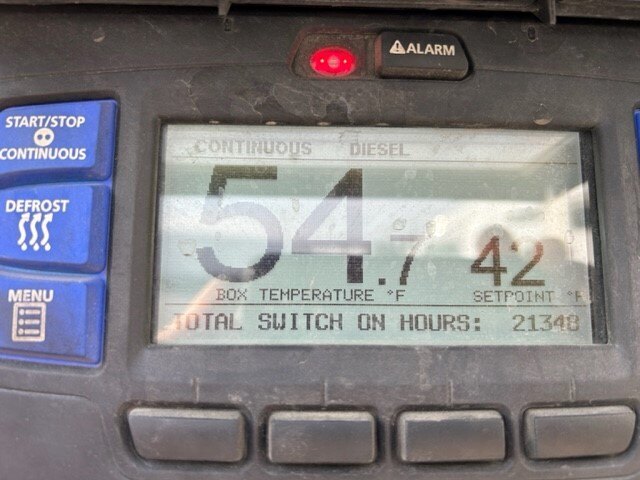 ALARM
START/STOP
CONTINUOUS
CONTINUOUS DIESEL
DEFROST
54.7 42
MENU
BOX TEMPERATURE °F SETPOINT °F
TOTAL SWITCH ON HOURS: 21348